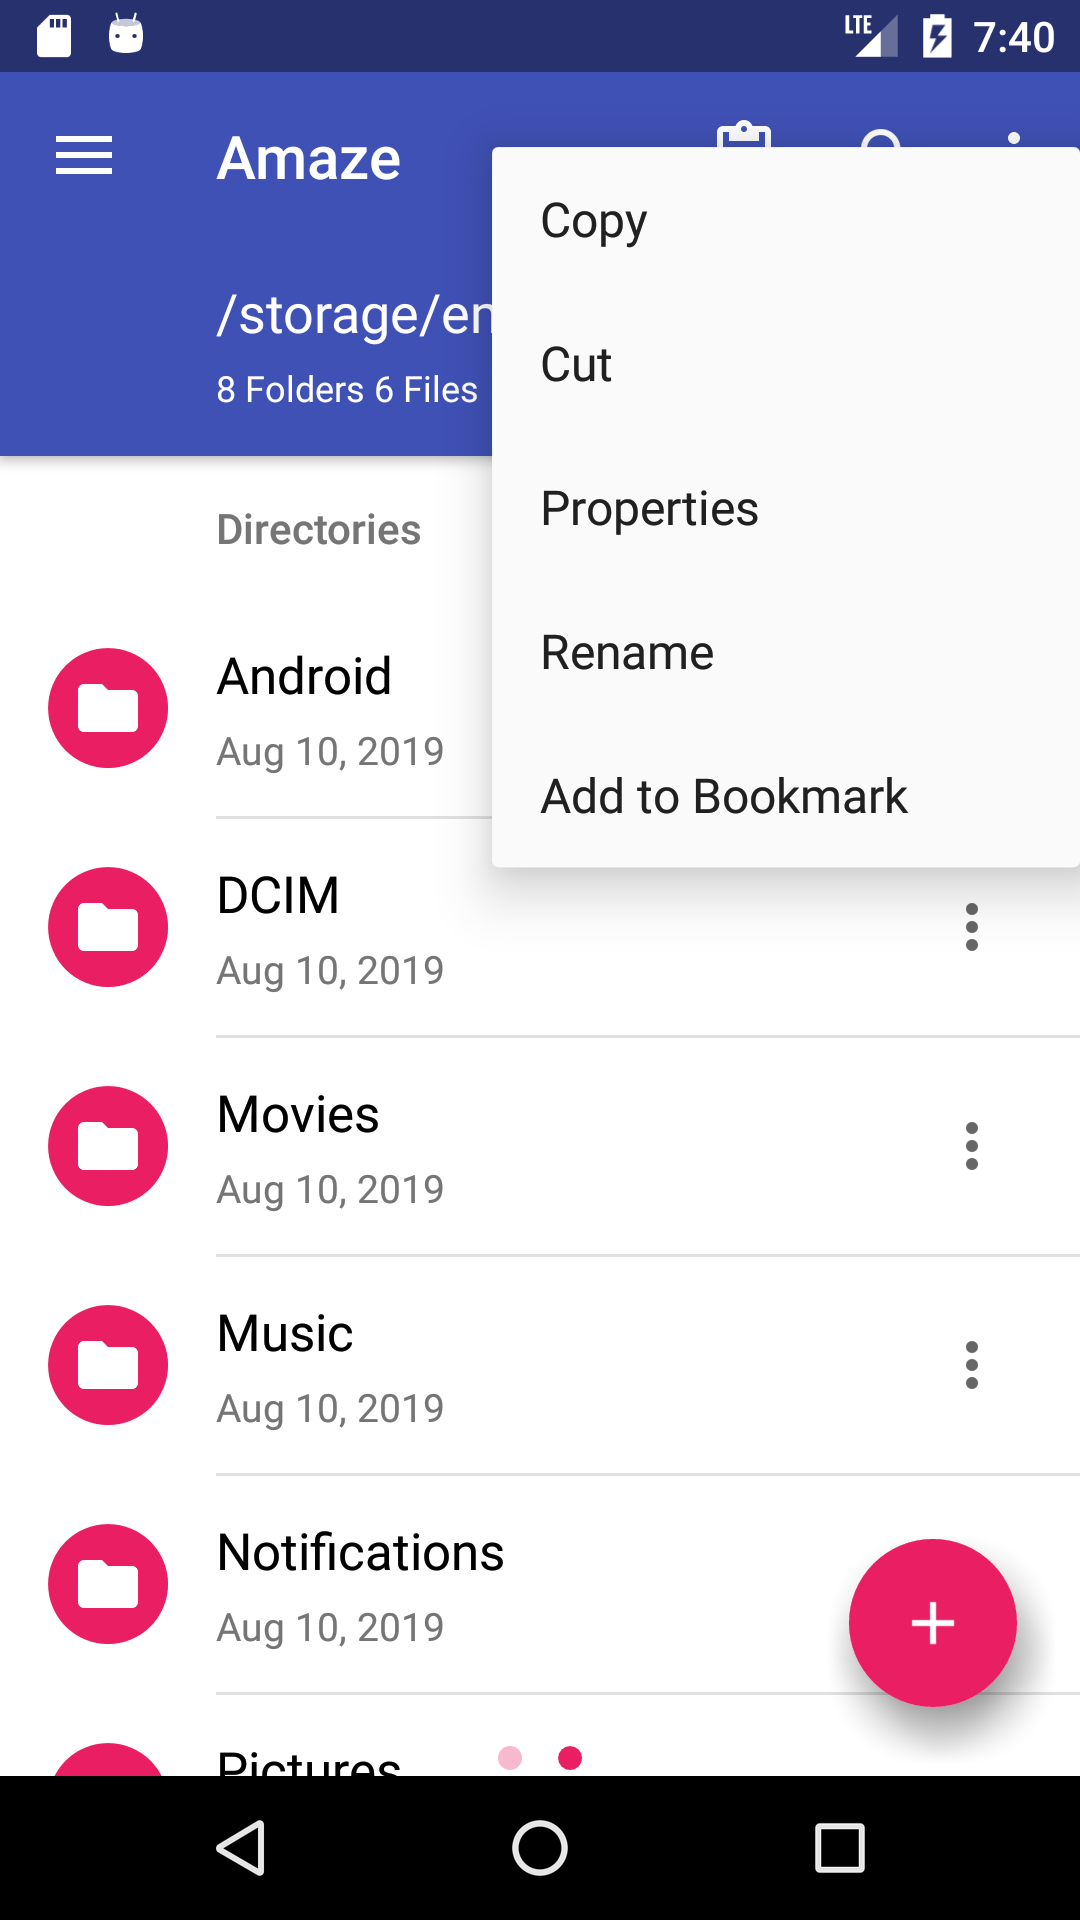 LTE 7:40
Amaze
Copy
/storage/em
Cut
8 Folders 6 Files
Properties
Directories
Rename
Android
Aug 10, 2019
Add to Bookmark
DCIM
Aug 10, 2019
Movies
Aug 10, 2019
Music
Aug 10, 2019
Notifications
Aug 10, 2019
Pictures